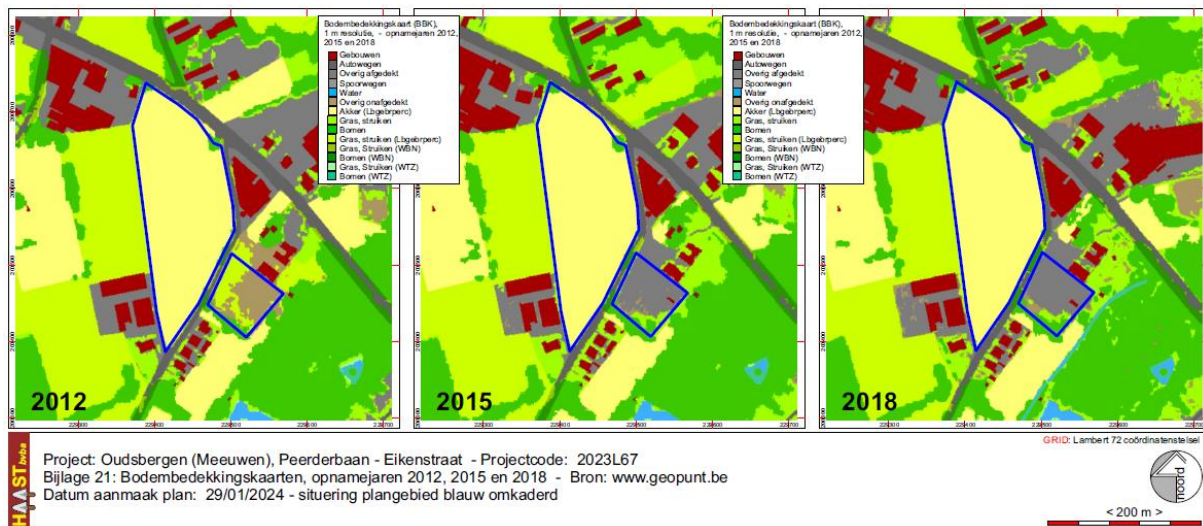 Bodembedekkingskaart (BBK),
1 m resolutie, - opnamejaren 2012,
2015 en 2018
Gebouwen
Autowegen
Overig afgedekt
Spoorwegen
Water
Overig onafgedekt
Akker (Lbgebrperc)
Gras, struiken
Bomen
Gras, struiken (Lbgebrperc)
Gras, Struiken (WBN)
Bomen (WBN)
Gras, Struiken (WTZ)
Bomen (WTZ)
2012
Bodembedekkingskaart (BBK),
1 m resolutie, - opnamejaren 2012,
2015 en 2018
Gebouwen
Autowegen
Overig afgedekt
Spoorwegen
Water
Overig onafgedekt
Akker (Lbgebrperc)
Gras, struiken
Bomen
Gras, struiken (Lbgebrperc)
Gras, Struiken (WBN)
Bomen (WBN)
Gras, Struiken (WTZ)
Bomen (WTZ)
2015
2018
GRID: Lambert 72 coördinatenstelsel
HAAST bvba
Project: Oudsbergen (Meeuwen), Peerderbaan - Eikenstraat - Projectcode: 2023L67
Bijlage 21: Bodembedekkingskaarten, opnamejaren 2012, 2015 en 2018 - Bron: www.geopunt.be
Datum aanmaak plan: 29/01/2024 - situering plangebied blauw omkaderd
noord
< 200 m >